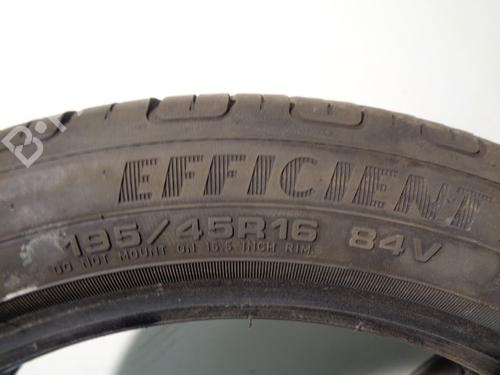 EFFICIENT
195/45R16 84V
DO NOT MOUNT ON 16.5 INCH RIM